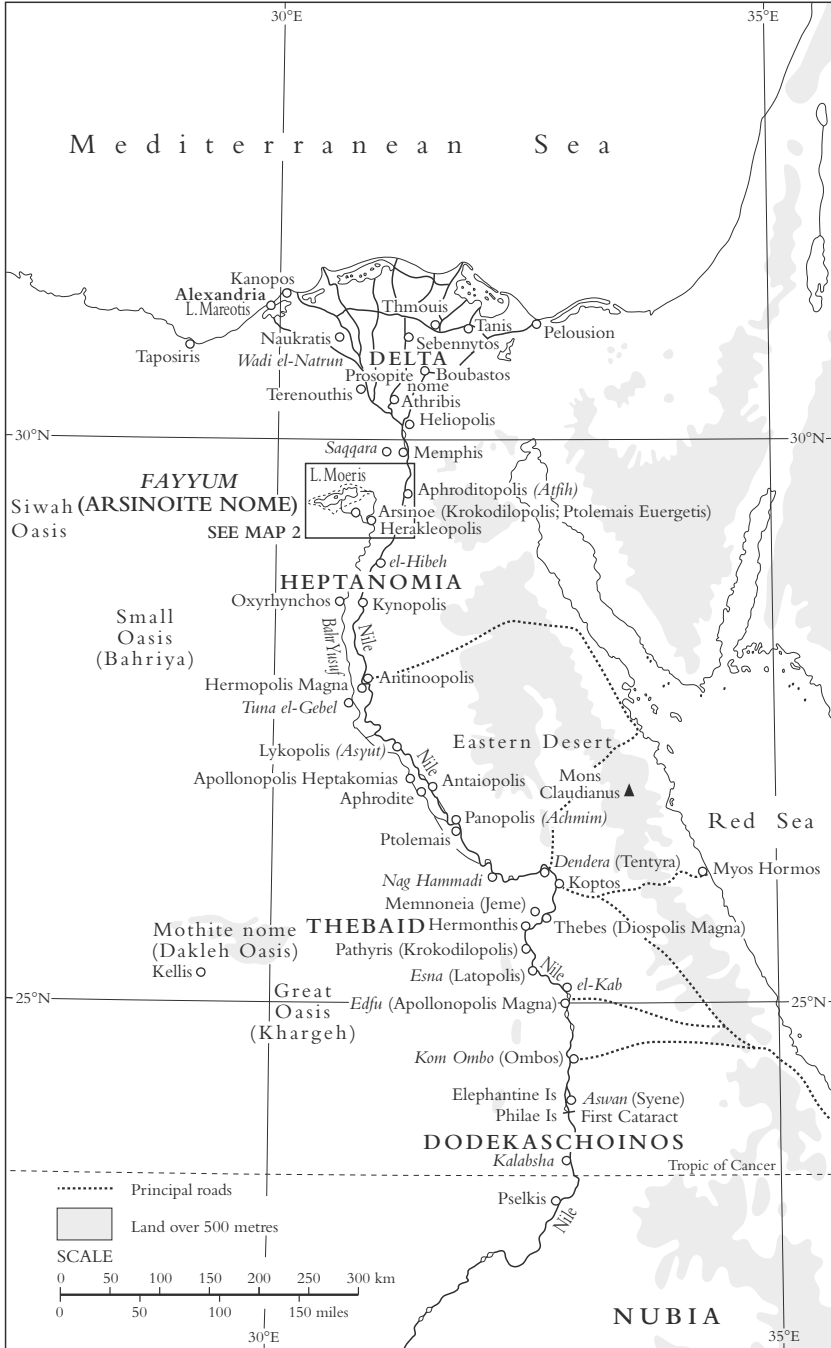 30°E
35°E
Mediterranean Sea
Kanopos
Alexandria
L. Mareotis
Thmouis
Tanis
Pelousion
Taposiris
Naukratis
Sebennytos
Wadi el-Natrun
DELTA
Prosopite
nome
Boubastos
Terenouthis
Athribis
Heliopolis
30°N
30°N
Saqqara
Memphis
L. Moeris
FAYYUM
(ARSINOITE NOME)
Siwah
Oasis
SEE MAP 2
Aphroditopolis (Atfih)
Arsinoe (Krokodilopolis; Ptolemais Euergetis)
Herakleopolis
el-Hibeh
HEPTANOMIA
Oxyrhynchos
Kynopolis
Small
Oasis
(Bahriya)
Bahr Yusuf
Nile
Antinoopolis
Hermopolis Magna
Tuna el-Gebel
Lykopolis (Asyut)
Nile
Eastern Desert
Apollonopolis Heptakomias
Antaiopolis
Mons
Claudianus
Aphrodite
Panopolis (Achmim)
Red Sea
Ptolemais
Dendera (Tentyra)
Myos Hormos
Nag Hammadi
Koptos
Memnoneia (Jeme)
Mothite nome
(Dakleh Oasis)
THEBAID
Hermonthis
Thebes (Diospolis Magna)
Pathyris (Krokodilopolis)
Kellis
Esna (Latopolis)
Nile
el-Kab
25°N
25°N
Great
Oasis
(Khargeh)
Edfu (Apollonopolis Magna)
Kom Ombo (Ombos)
Elephantine Is
Aswan (Syene)
Philae Is
First Cataract
DODEKASCHOINOS
Kalabsha
Tropic of Cancer
Principal roads
Pselkis
Nile
Land over 500 metres
SCALE
0 50 100 150 200 250 300 km
0 50 100 150 miles
NUBIA
30°E
35°E